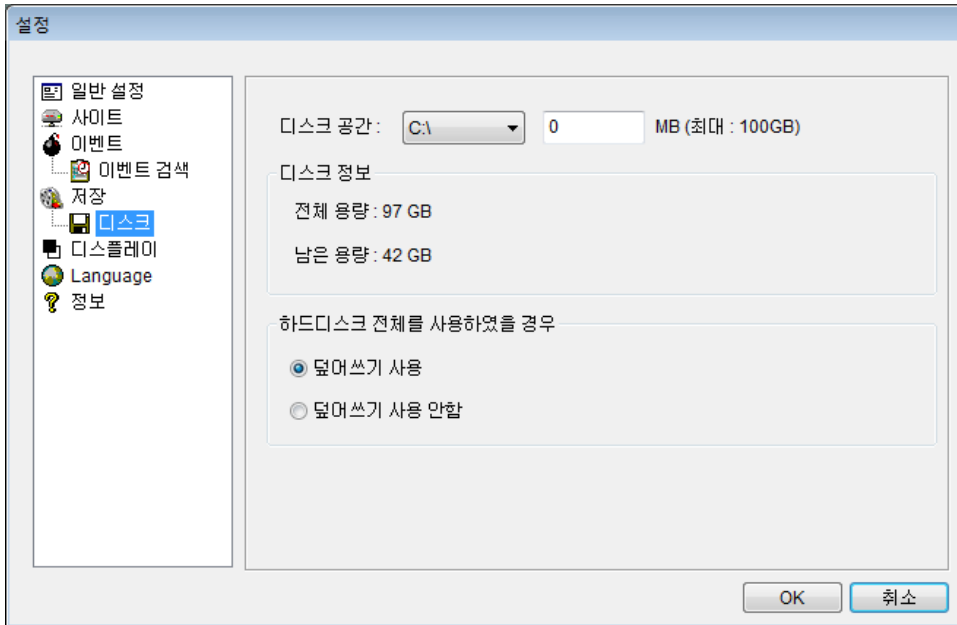 설정
일반 설정
사이트
이벤트
이벤트 검색
저장
디스크
디스플레이
Language
정보
디스크 공간 : C:\ 0 MB (최대 : 100GB)
디스크 정보
전체 용량 : 97 GB
남은 용량 : 42 GB
하드디스크 전체를 사용하였을 경우
덮어쓰기 사용
덮어쓰기 사용 안함
OK 취소